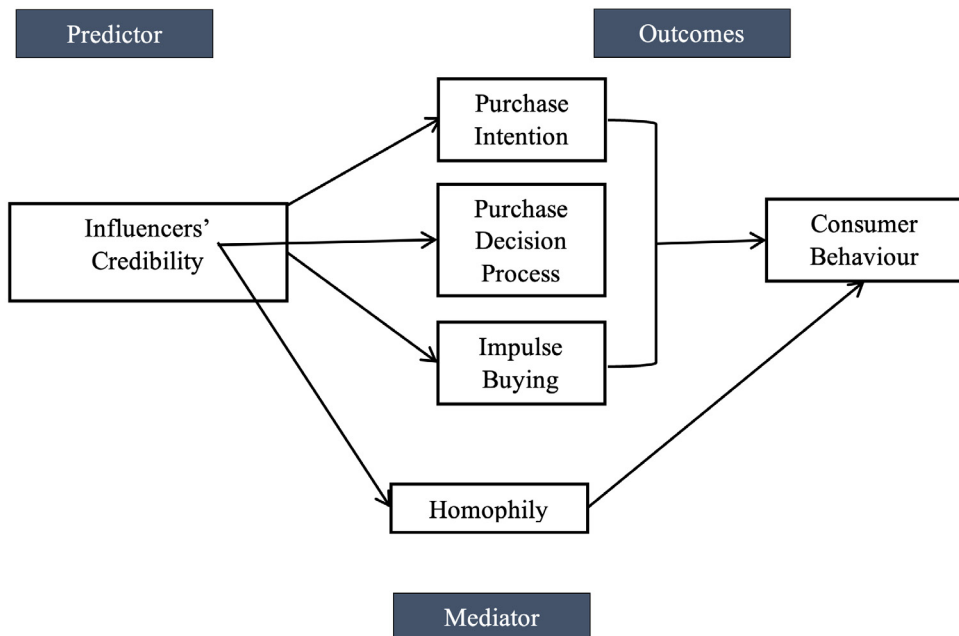 Predictor
Outcomes
Purchase
Intention
Influencers’
Credibility
Purchase
Decision
Process
Consumer
Behaviour
Impulse
Buying
Homophily
Mediator